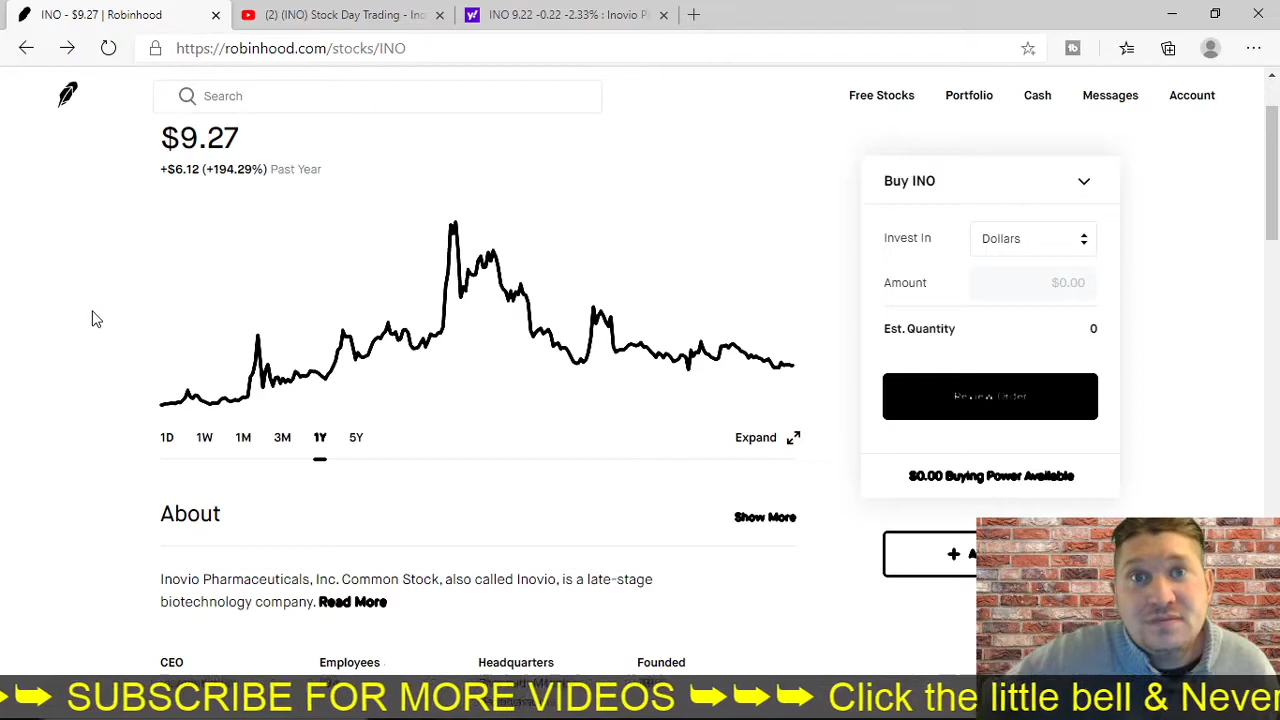 INO - $9.27 | Robinhood
(2) (INO) Stock Day Trading - Ino
INO 9.22 -0.22 -2.33% : Inovio P
https://robinhood.com/stocks/INO
Search
Free Stocks
Portfolio
Cash
Messages
Account
$9.27
+$6.12 (+194.29%) Past Year
Buy INO
Invest In
Dollars
Amount
$0.00
Est. Quantity
0
Review Order
$0.00 Buying Power Available
1D
1W
1M
3M
1Y
5Y
Expand
About
Show More
Inovio Pharmaceuticals, Inc. Common Stock, also called Inovio, is a late-stage
biotechnology company. Read More
CEO
Employees
Headquarters
Founded
SUBSCRIBE FOR MORE VIDEOS
Click the little bell & Never